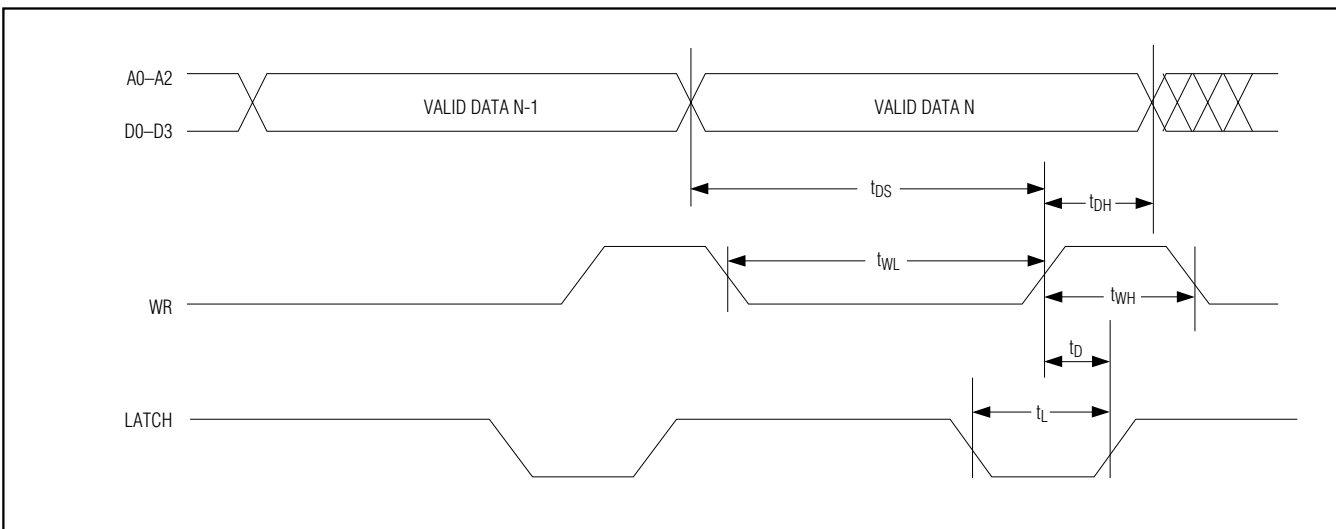 A0–A2
VALID DATA N-1
VALID DATA N
D0–D3
tDS
tDH
tWL
tWH
WR
tD
tL
LATCH